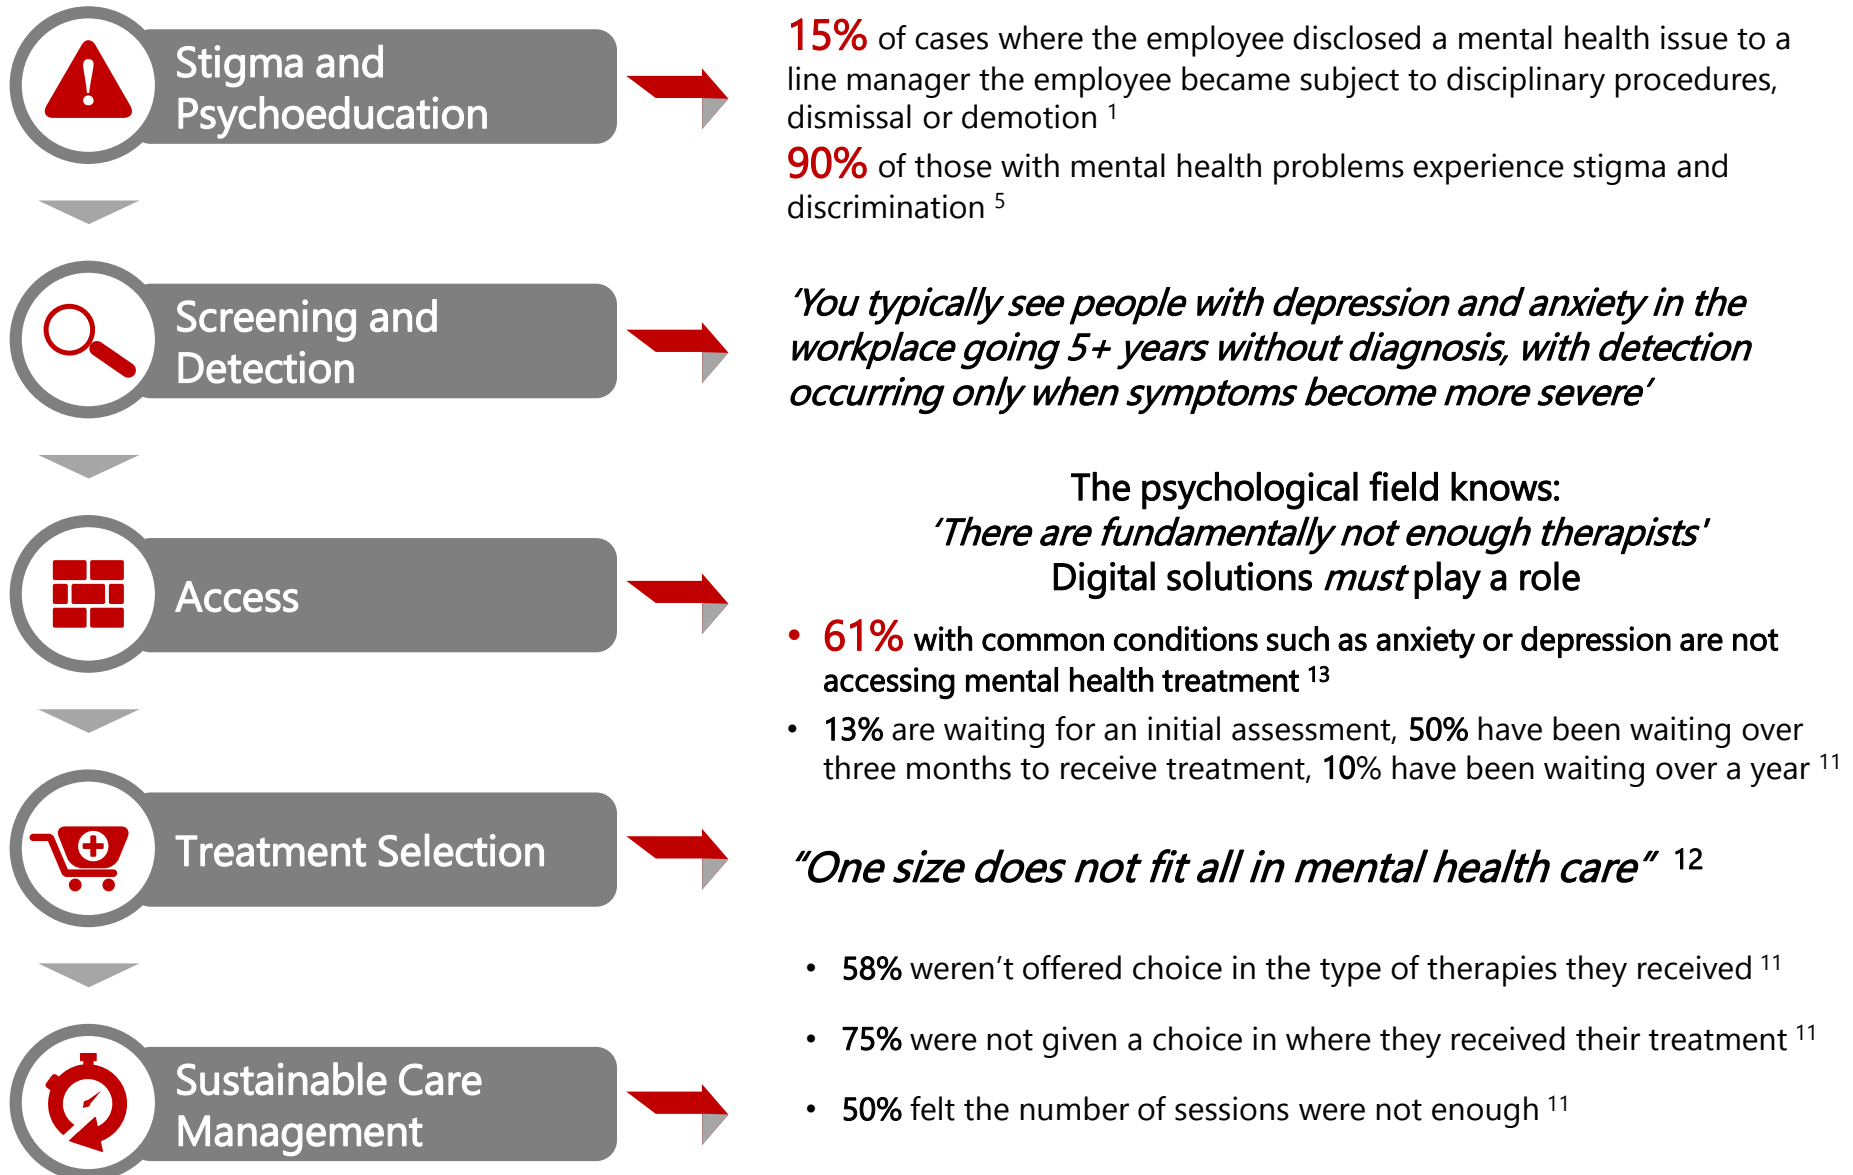 Stigma and
Psychoeducation
15% of cases where the employee disclosed a mental health issue to a
line manager the employee became subject to disciplinary procedures,
dismissal or demotion 1
90% of those with mental health problems experience stigma and
discrimination 5
Screening and
Detection
‘You typically see people with depression and anxiety in the
workplace going 5+ years without diagnosis, with detection
occurring only when symptoms become more severe’
Access
The psychological field knows:
‘There are fundamentally not enough therapists'
Digital solutions must play a role
• 61% with common conditions such as anxiety or depression are not
accessing mental health treatment 13
• 13% are waiting for an initial assessment, 50% have been waiting over
three months to receive treatment, 10% have been waiting over a year 11
Treatment Selection
“One size does not fit all in mental health care” 12
• 58% weren’t offered choice in the type of therapies they received 11
• 75% were not given a choice in where they received their treatment 11
Sustainable Care
Management
• 50% felt the number of sessions were not enough 11